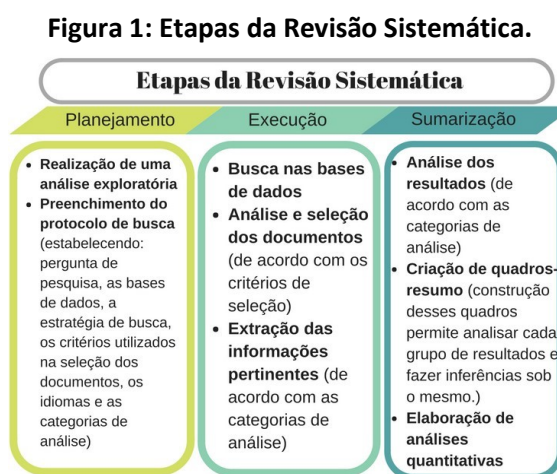 Figura 1: Etapas da Revisão Sistemática.
Etapas da Revisão Sistemática
Planejamento
Execução
Sumarização
• Realização de uma
análise exploratória
• Preenchimento do
protocolo de busca
(estabelecendo:
pergunta de
pesquisa, as bases
de dados, a
estratégia de busca,
os critérios utilizados
na seleção dos
documentos, os
idiomas e as
categorias de
análise)
• Busca nas bases
de dados
• Análise e seleção
dos documentos
(de acordo com os
critérios de
seleção)
• Extração das
informações
pertinentes (de
acordo com as
categorias de
análise)
• Análise dos
resultados (de
acordo com as
categorias de
análise)
• Criação de quadros-
resumo (construção
desses quadros
permite analisar cada
grupo de resultados e
fazer inferências sob
o mesmo.)
• Elaboração de
análises
quantitativas